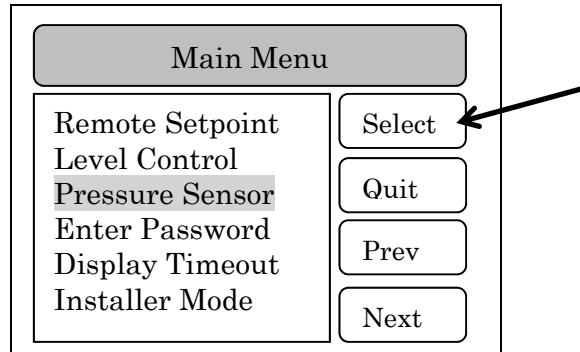 Main Menu
Remote Setpoint
Level Control
Pressure Sensor
Enter Password
Display Timeout
Installer Mode
Select
Quit
Prev
Next